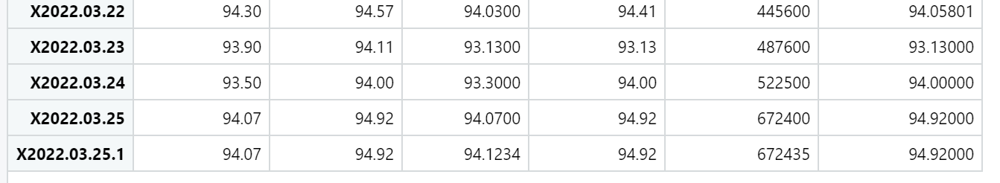 X2022.03.22 94.30 94.57 94.0300 94.41 445600 94.05801
X2022.03.23 93.90 94.11 93.1300 93.13 487600 93.13000
X2022.03.24 93.50 94.00 93.3000 94.00 522500 94.00000
X2022.03.25 94.07 94.92 94.0700 94.92 672400 94.92000
X2022.03.25.1 94.07 94.92 94.1234 94.92 672435 94.92000